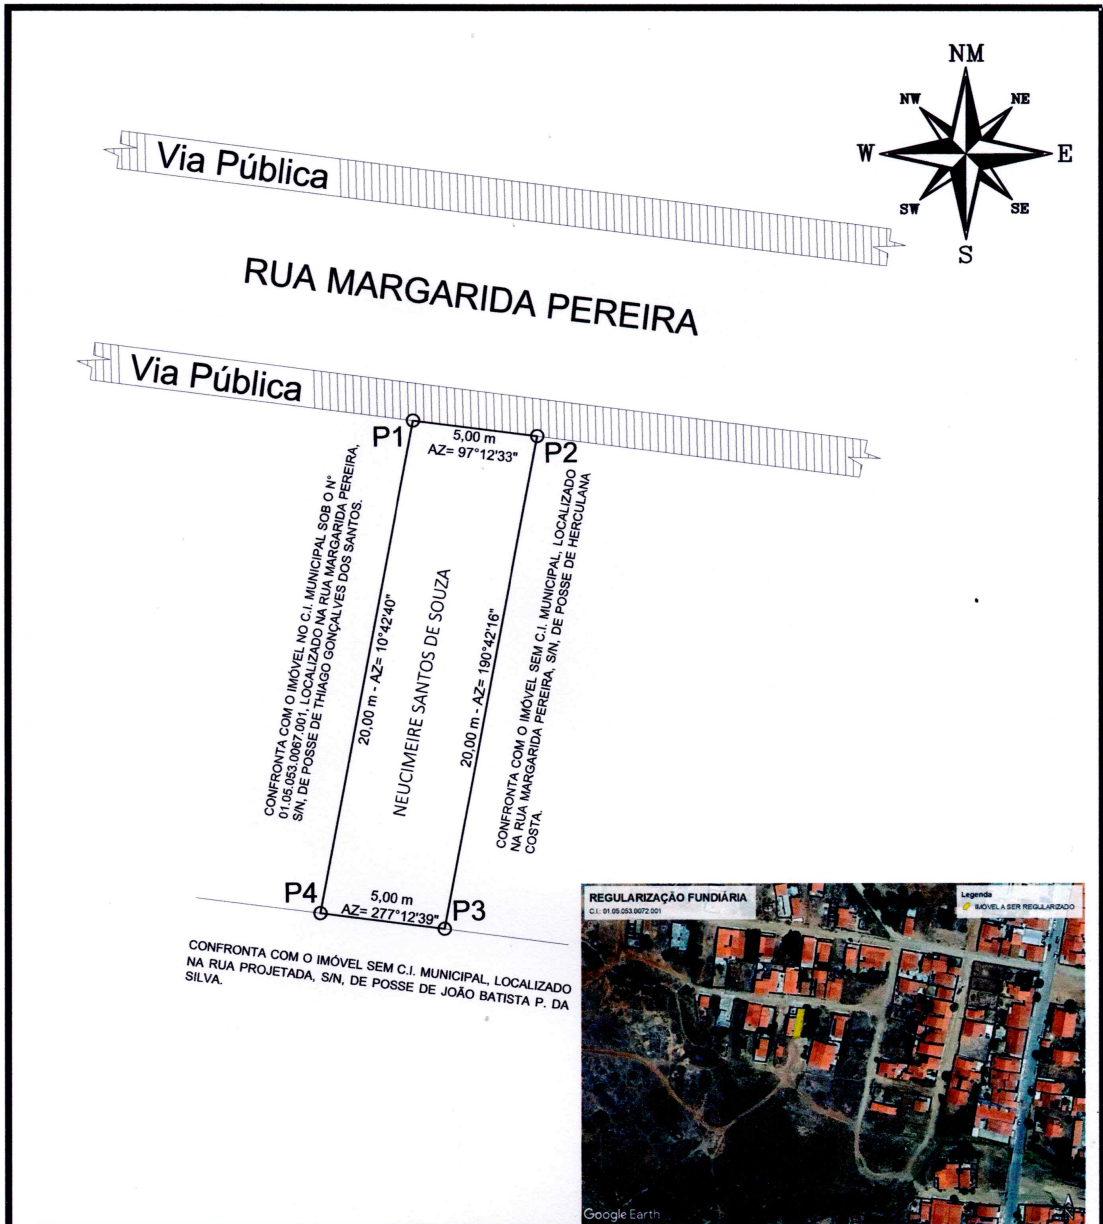 NM
NW
NE
W
E
SW
SE
S
Via Pública
RUA MARGARIDA PEREIRA
Via Pública
P1
5,00 m
AZ= 97°12'33"
P2
CONFRONTA COM O IMÓVEL NO C.I. MUNICIPAL SOB O N°
01.05.053.0067.001, LOCALIZADO NA RUA MARGARIDA PEREIRA,
S/N, DE POSSE DE THIAGO GONÇALVES DOS SANTOS.
20,00 m - AZ= 10°42'40"
NEUCIMEIRE SANTOS DE SOUZA
20,00 m - AZ= 190°42'16"
CONFRONTA COM O IMÓVEL SEM C.I. MUNICIPAL, LOCALIZADO
NA RUA MARGARIDA PEREIRA, S/N, DE POSSE DE HERCULANA
COSTA.
P4
5,00 m
AZ= 277°12'39"
P3
CONFRONTA COM O IMÓVEL SEM C.I. MUNICIPAL, LOCALIZADO
NA RUA PROJETADA, S/N, DE POSSE DE JOÃO BATISTA P. DA
SILVA.
REGULARIZAÇÃO FUNDIÁRIA
C.I.: 01.05.053.0072.001
Legenda
IMÓVEL A SER REGULARIZADO
Google Earth
N